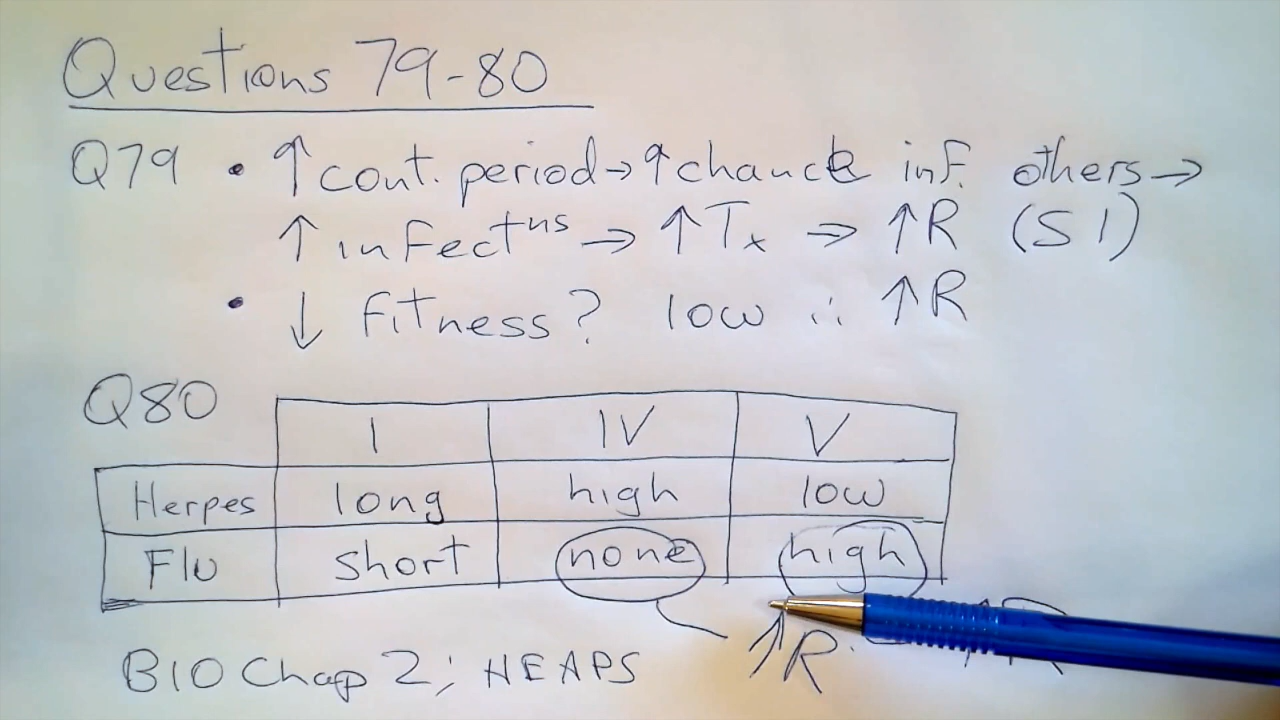 Questions 79-80
Q79 • ↑ cont. period → ↑ chance inf. others →
↑ infectns → ↑ Tx → ↑ R (S1)
• ↓ fitness? low ∴ ↑ R
Q80
I IV V
Herpes long high low
Flu short none high
↑ R ↑ R
BIO Chap 2; HEAPS